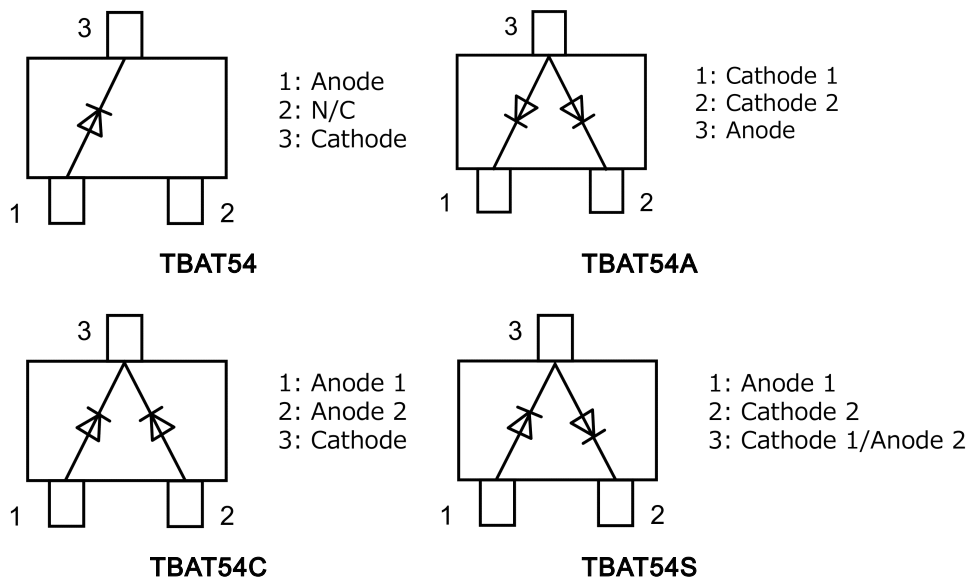 3
1: Anode
2: N/C
3: Cathode
1
2
TBAT54
3
1: Cathode 1
2: Cathode 2
3: Anode
1
2
TBAT54A
3
1: Anode 1
2: Anode 2
3: Cathode
1
2
TBAT54C
3
1: Anode 1
2: Cathode 2
3: Cathode 1/Anode 2
1
2
TBAT54S